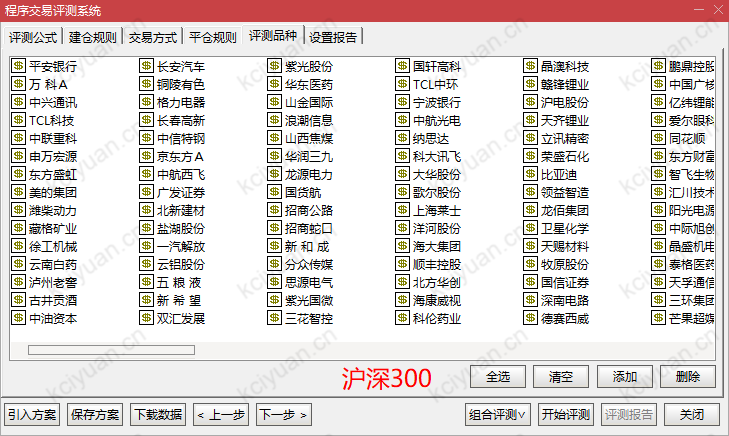 程序交易评测系统
评测公式 建仓规则 交易方式 平仓规则 评测品种 设置报告
平安银行 长安汽车 紫光股份 国轩高科 晶澳科技 鹏鼎控股
万 科Ａ 铜陵有色 华东医药 TCL中环 赣锋锂业 中国广核
中兴通讯 格力电器 山金国际 宁波银行 沪电股份 亿纬锂能
TCL科技 长春高新 浪潮信息 中航光电 天齐锂业 爱尔眼科
中联重科 中信特钢 山西焦煤 纳思达 立讯精密 同花顺
申万宏源 京东方Ａ 华润三九 科大讯飞 荣盛石化 东方财富
东方盛虹 中航西飞 龙源电力 大华股份 比亚迪 智飞生物
美的集团 广发证券 国货航 歌尔股份 领益智造 汇川技术
潍柴动力 北新建材 招商公路 上海莱士 龙佰集团 阳光电源
藏格矿业 盐湖股份 招商蛇口 洋河股份 卫星化学 中际旭创
徐工机械 一汽解放 新 和 成 海大集团 天赐材料 晶盛机电
云南白药 云铝股份 分众传媒 顺丰控股 牧原股份 泰格医药
泸州老窖 五 粮 液 思源电气 北方华创 国信证券 天孚通信
古井贡酒 新 希 望 紫光国微 海康威视 深南电路 三环集团
中油资本 双汇发展 三花智控 科伦药业 德赛西威 芒果超媒
沪深300 全选 清空 添加 删除
引入方案 保存方案 下载数据 < 上一步 下一步 > 组合评测∨ 开始评测 评测报告 关闭
kciyuan.cn